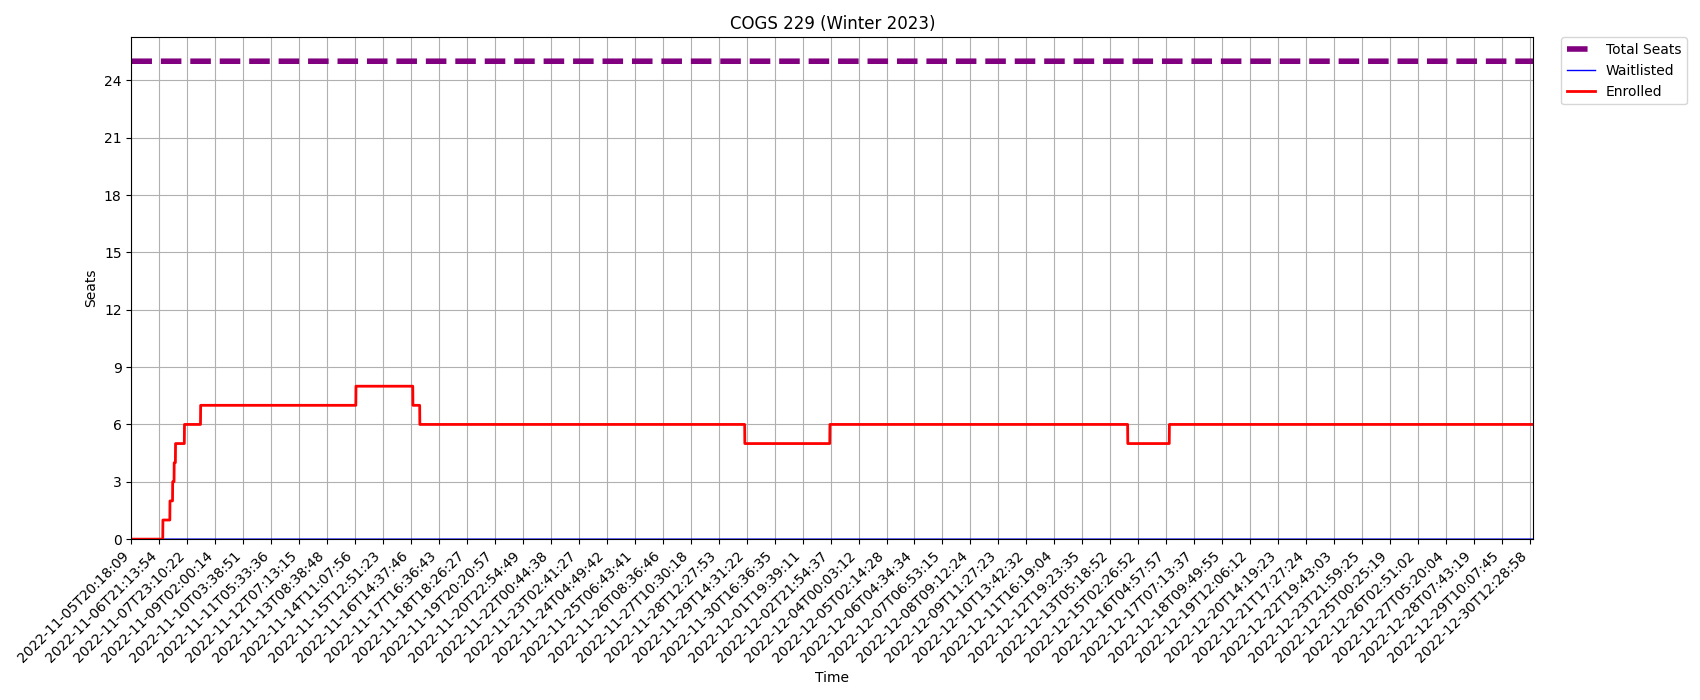 COGS 229 (Winter 2023)
Total Seats
Waitlisted
Enrolled
24
21
18
15
12
9
6
3
0
Seats
2022-11-05T20:18:09
2022-11-06T21:13:54
2022-11-07T23:10:22
2022-11-09T02:00:14
2022-11-10T03:38:51
2022-11-11T05:33:36
2022-11-12T07:13:15
2022-11-13T08:38:48
2022-11-14T11:07:56
2022-11-15T12:51:23
2022-11-16T14:37:46
2022-11-17T16:36:43
2022-11-18T18:26:27
2022-11-19T20:20:57
2022-11-20T22:54:49
2022-11-22T00:44:38
2022-11-23T02:41:27
2022-11-24T04:49:42
2022-11-25T06:43:41
2022-11-26T08:36:46
2022-11-27T10:30:18
2022-11-28T12:27:53
2022-11-29T14:31:22
2022-11-30T16:36:35
2022-12-01T19:39:11
2022-12-02T21:54:37
2022-12-04T00:03:12
2022-12-05T02:14:28
2022-12-06T04:34:34
2022-12-07T06:53:15
2022-12-08T09:12:24
2022-12-09T11:27:23
2022-12-10T13:42:32
2022-12-11T16:19:04
2022-12-12T19:23:35
2022-12-13T05:18:52
2022-12-15T02:26:52
2022-12-16T04:57:57
2022-12-17T07:13:37
2022-12-18T09:49:55
2022-12-19T12:06:12
2022-12-20T14:19:23
2022-12-21T17:27:24
2022-12-22T19:43:03
2022-12-23T21:59:25
2022-12-25T00:25:19
2022-12-26T02:51:02
2022-12-27T05:20:04
2022-12-28T07:43:19
2022-12-29T10:07:45
2022-12-30T12:28:58
Time